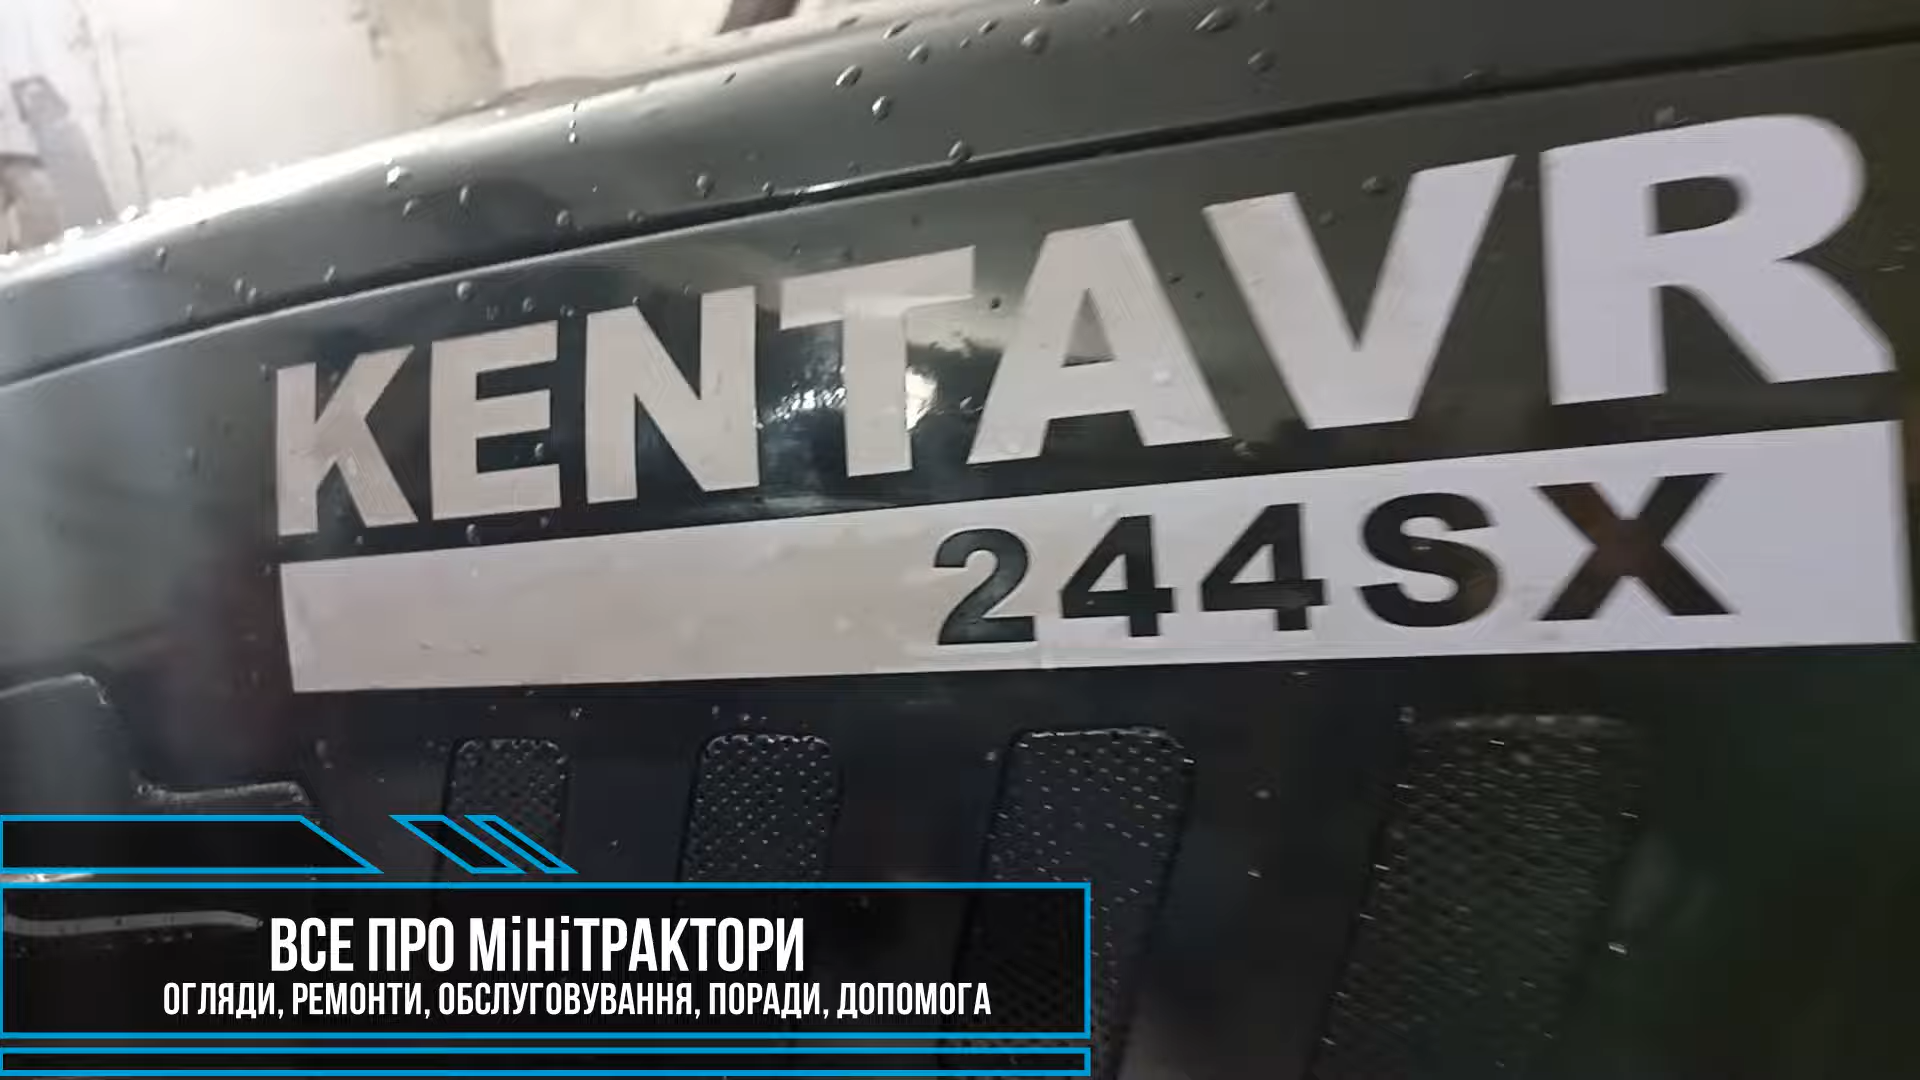 KENTAVR
244SX
ВСЕ ПРО МіНіТРАКТОРИ
ОГЛЯДИ, РЕМОНТИ, ОБСЛУГОВУВАННЯ, ПОРАДИ, ДОПОМОГА